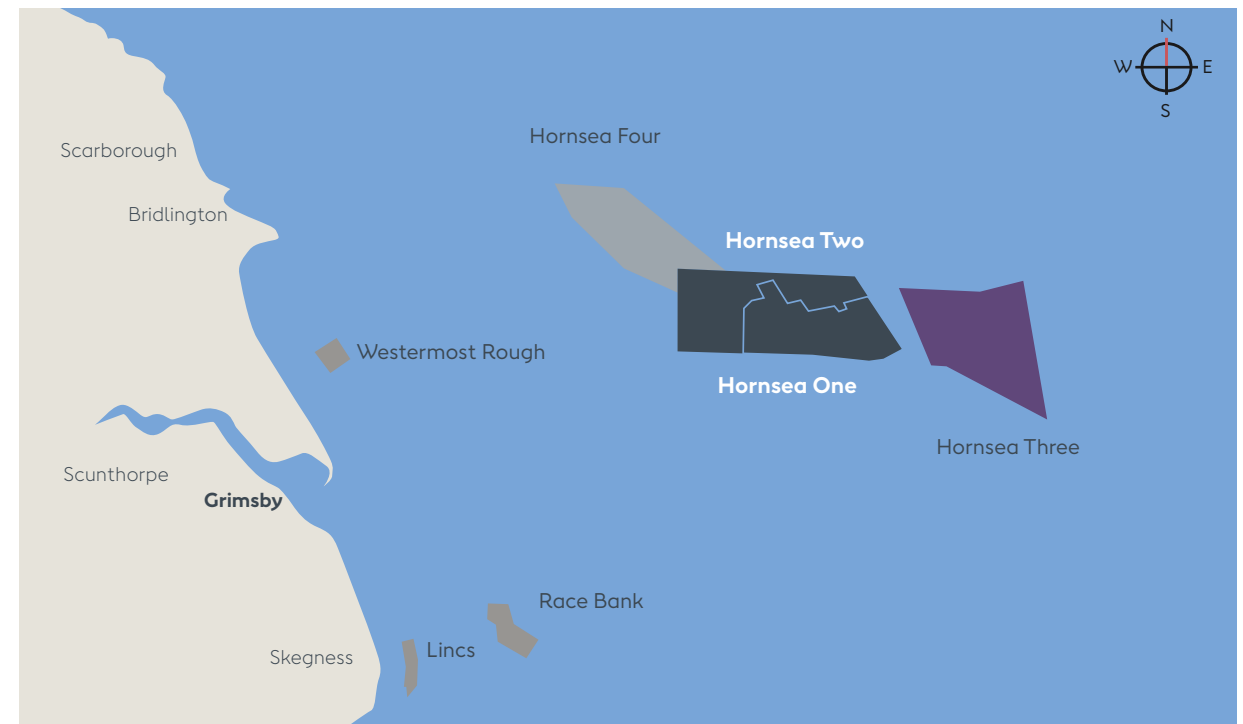 N
W E
S
Hornsea Four
Scarborough
Bridlington
Hornsea Two
Westermost Rough
Hornsea One
Hornsea Three
Scunthorpe
Grimsby
Race Bank
Skegness
Lincs